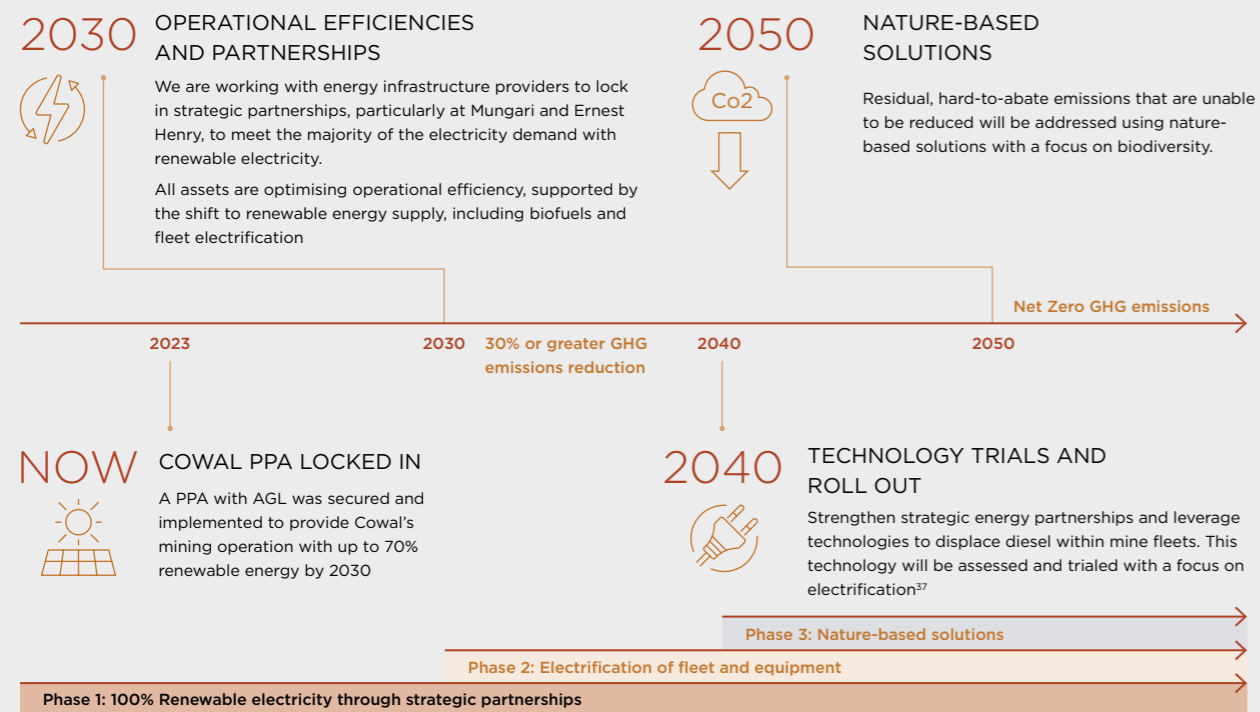 2030
OPERATIONAL EFFICIENCIES
AND PARTNERSHIPS
We are working with energy infrastructure providers to lock
in strategic partnerships, particularly at Mungari and Ernest
Henry, to meet the majority of the electricity demand with
renewable electricity.
All assets are optimising operational efficiency, supported by
the shift to renewable energy supply, including biofuels and
fleet electrification
2050
Co2
NATURE-BASED
SOLUTIONS
Residual, hard-to-abate emissions that are unable
to be reduced will be addressed using nature-
based solutions with a focus on biodiversity.
Net Zero GHG emissions
2023
2030
30% or greater GHG
emissions reduction
2040
2050
NOW
COWAL PPA LOCKED IN
A PPA with AGL was secured and
implemented to provide Cowal’s
mining operation with up to 70%
renewable energy by 2030
2040
TECHNOLOGY TRIALS AND
ROLL OUT
Strengthen strategic energy partnerships and leverage
technologies to displace diesel within mine fleets. This
technology will be assessed and trialed with a focus on
electrification³⁷
Phase 3: Nature-based solutions
Phase 2: Electrification of fleet and equipment
Phase 1: 100% Renewable electricity through strategic partnerships